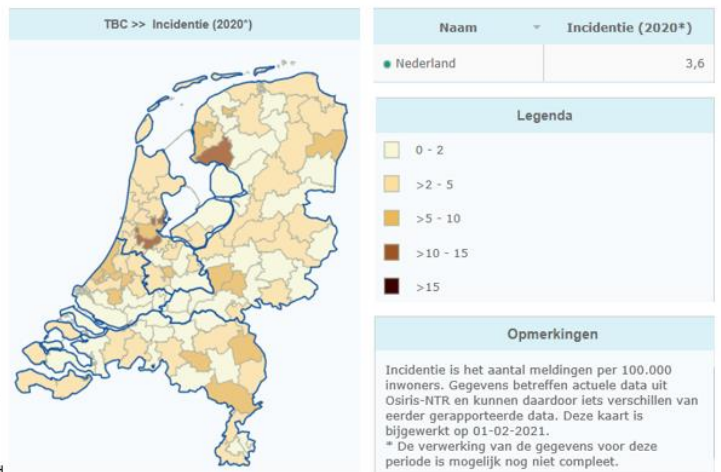 TBC >> Incidentie (2020*)
Naam Incidentie (2020*)
Nederland 3,6
Legenda
0 - 2
>2 - 5
>5 - 10
>10 - 15
>15
Opmerkingen
Incidentie is het aantal meldingen per 100.000
inwoners. Gegevens betreffen actuele data uit
Osiris-NTR en kunnen daardoor iets verschillen van
eerder gerapporteerde data. Deze kaart is
bijgewerkt op 01-02-2021.
* De verwerking van de gegevens voor deze
periode is mogelijk nog niet compleet.